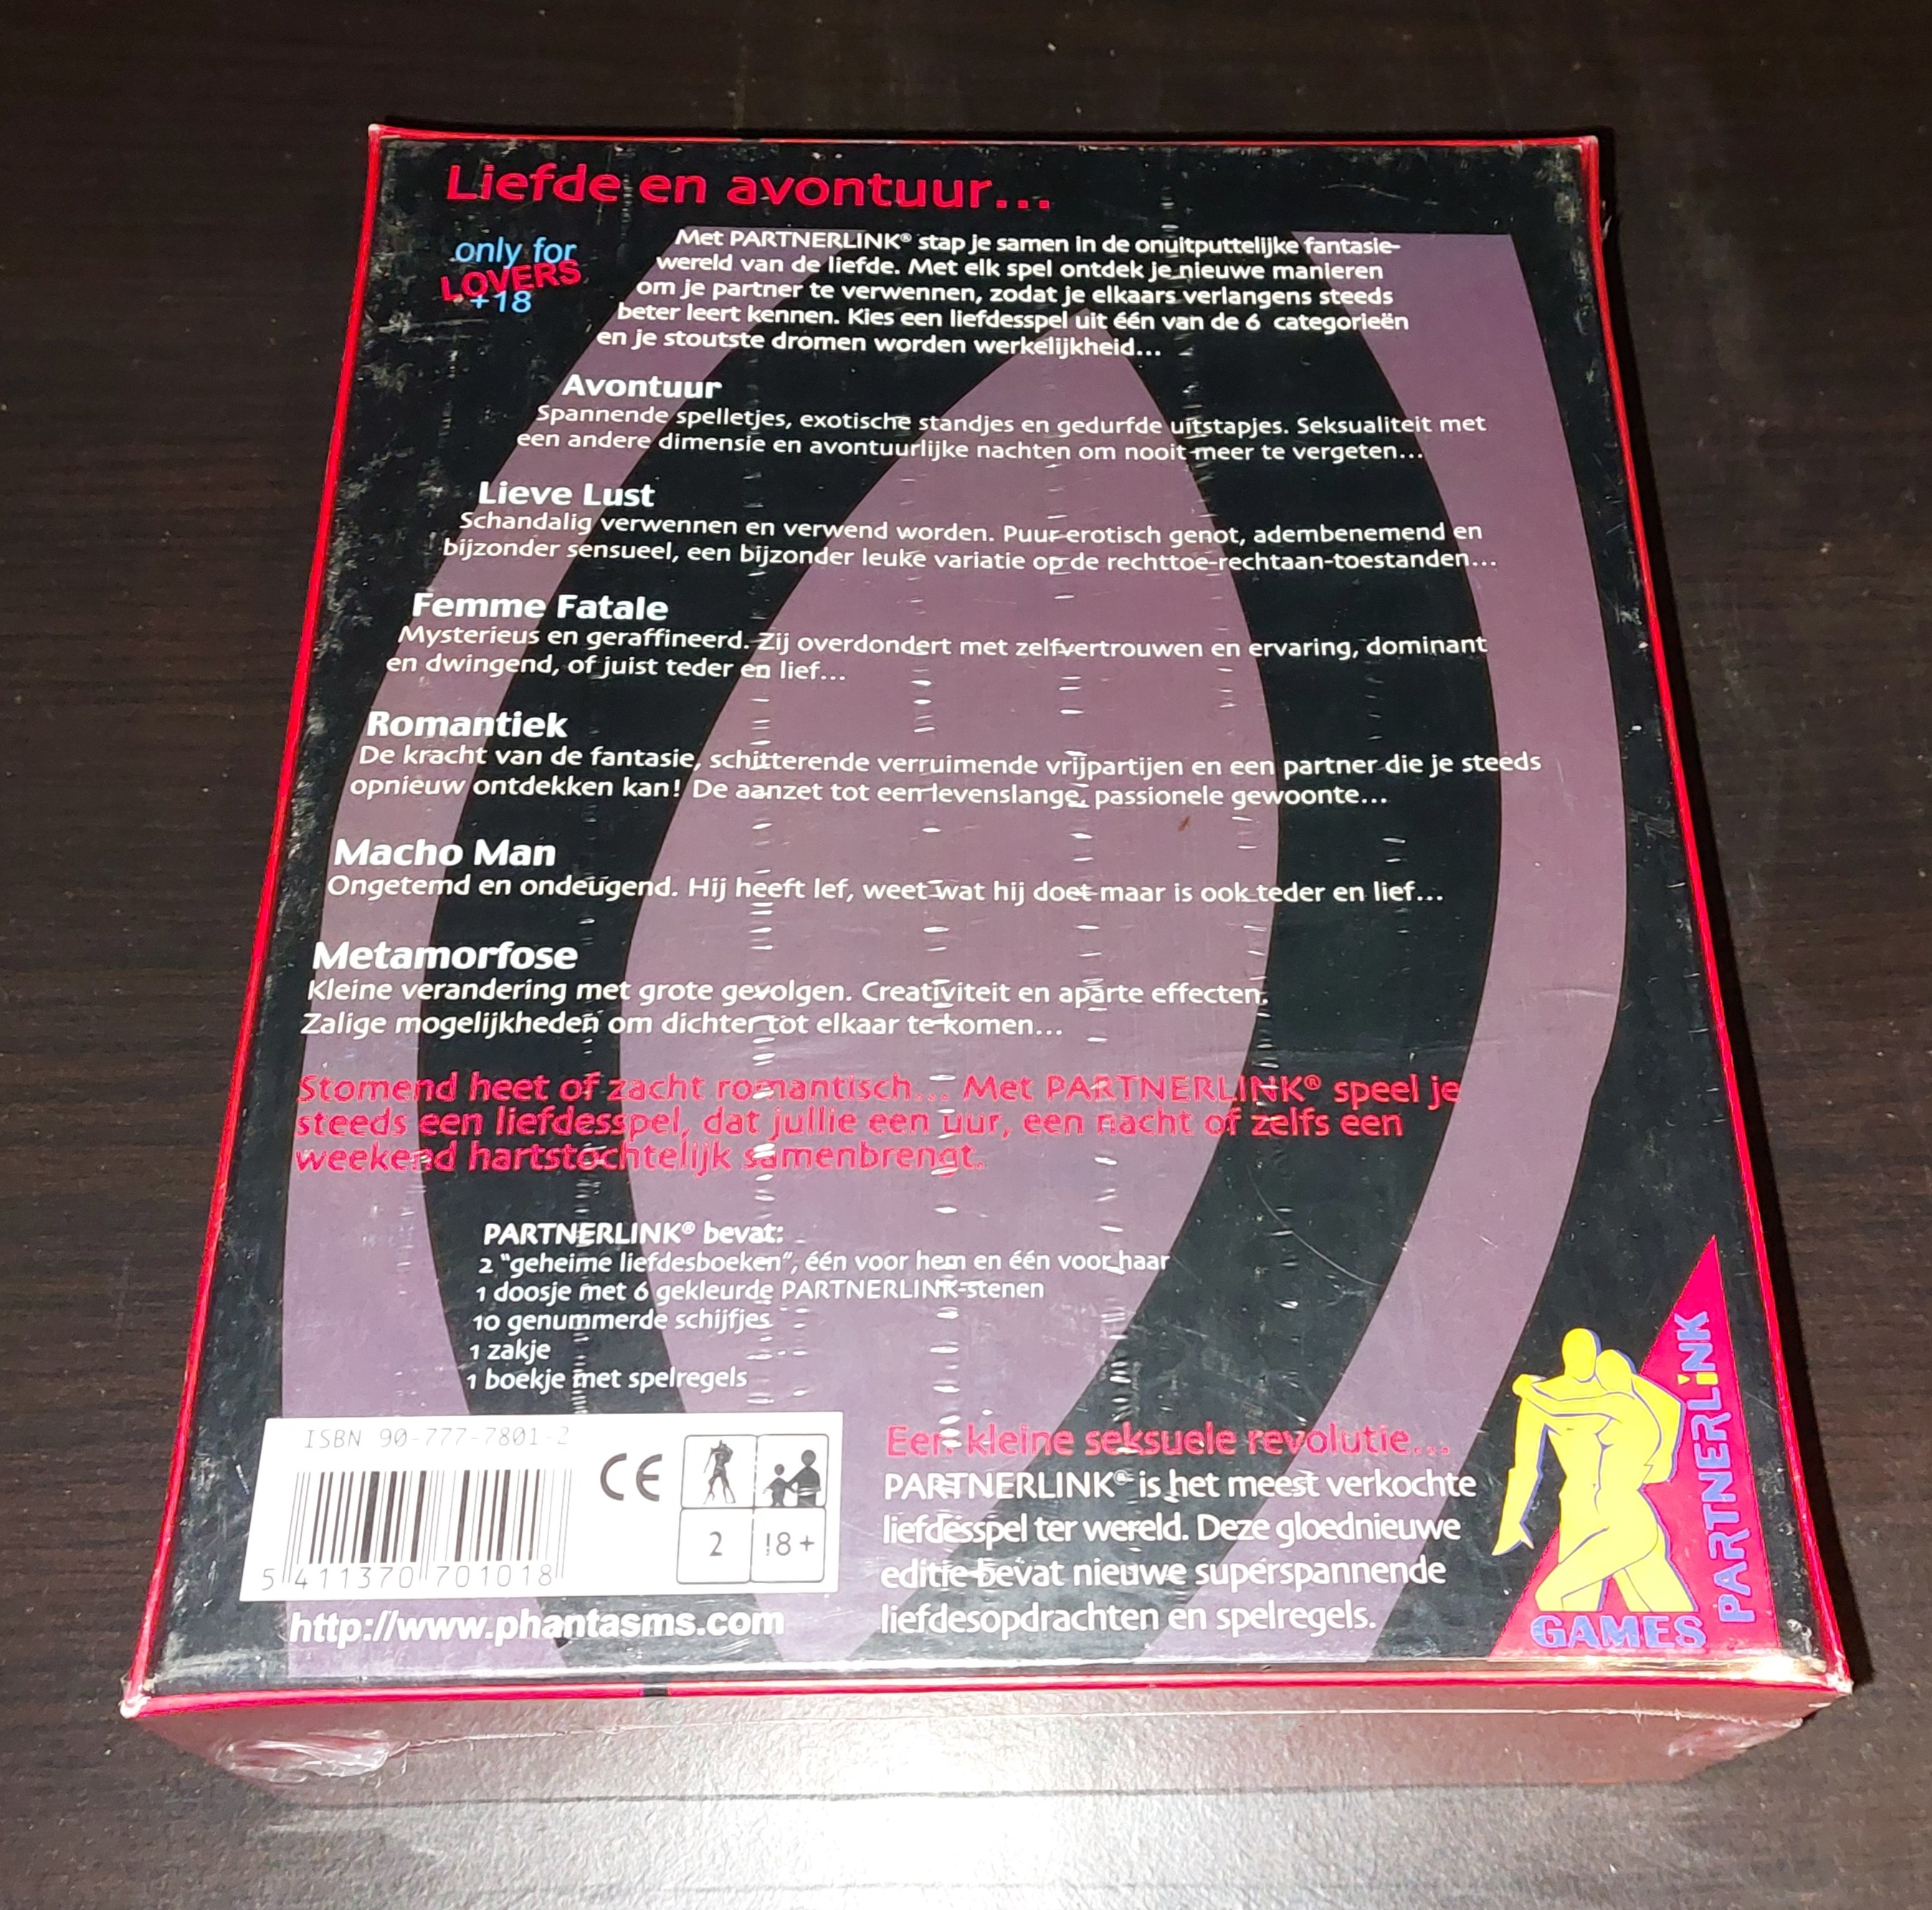 Liefde en avontuur...
only for
LOVERS
+18
Met PARTNERLINK® stap je samen in de onuitputtelijke fantasie-
wereld van de liefde. Met elk spel ontdek je nieuwe manieren
om je partner te verwennen, zodat je elkaars verlangens steeds
beter leert kennen. Kies een liefdesspel uit één van de 6 categorieën
en je stoutste dromen worden werkelijkheid...
Avontuur
Spannende spelletjes, exotische standjes en gedurfde uitstapjes. Seksualiteit met
een andere dimensie en avontuurlijke nachten om nooit meer te vergeten...
Lieve Lust
Schandalig verwennen en verwend worden. Puur erotisch genot, adembenemend en
bijzonder sensueel, een bijzonder leuke variatie op de rechttoe-rechtaan-toestanden...
Femme Fatale
Mysterieus en geraffineerd. Zij overdondert met zelfvertrouwen en ervaring, dominant
en dwingend, of juist teder en lief...
Romantiek
De kracht van de fantasie, schitterende verruimende vrijpartijen en een partner die je steeds
opnieuw ontdekken kan! De aanzet tot een levenslange, passionele gewoonte...
Macho Man
Ongetemd en ondeugend. Hij heeft lef, weet wat hij doet maar is ook teder en lief...
Metamorfose
Kleine verandering met grote gevolgen. Creativiteit en aparte effecten.
Zalige mogelijkheden om dichter tot elkaar te komen...
Stomend heet of zacht romantisch... Met PARTNERLINK® speel je
steeds een liefdesspel, dat jullie een uur, een nacht of zelfs een
weekend hartstochtelijk samenbrengt.
PARTNERLINK® bevat:
2 "geheime liefdesboeken", één voor hem en één voor haar
1 doosje met 6 gekleurde PARTNERLINK-stenen
10 genummerde schijfjes
1 zakje
1 boekje met spelregels
ISBN 90-777-7801-2
CE
2
18+
5 411370 701018
http://www.phantasms.com
Een kleine seksuele revolutie...
PARTNERLINK® is het meest verkochte
liefdesspel ter wereld. Deze gloednieuwe
editie bevat nieuwe superspannende
liefdesopdrachten en spelregels.
PARTNERLiNK
GAMES